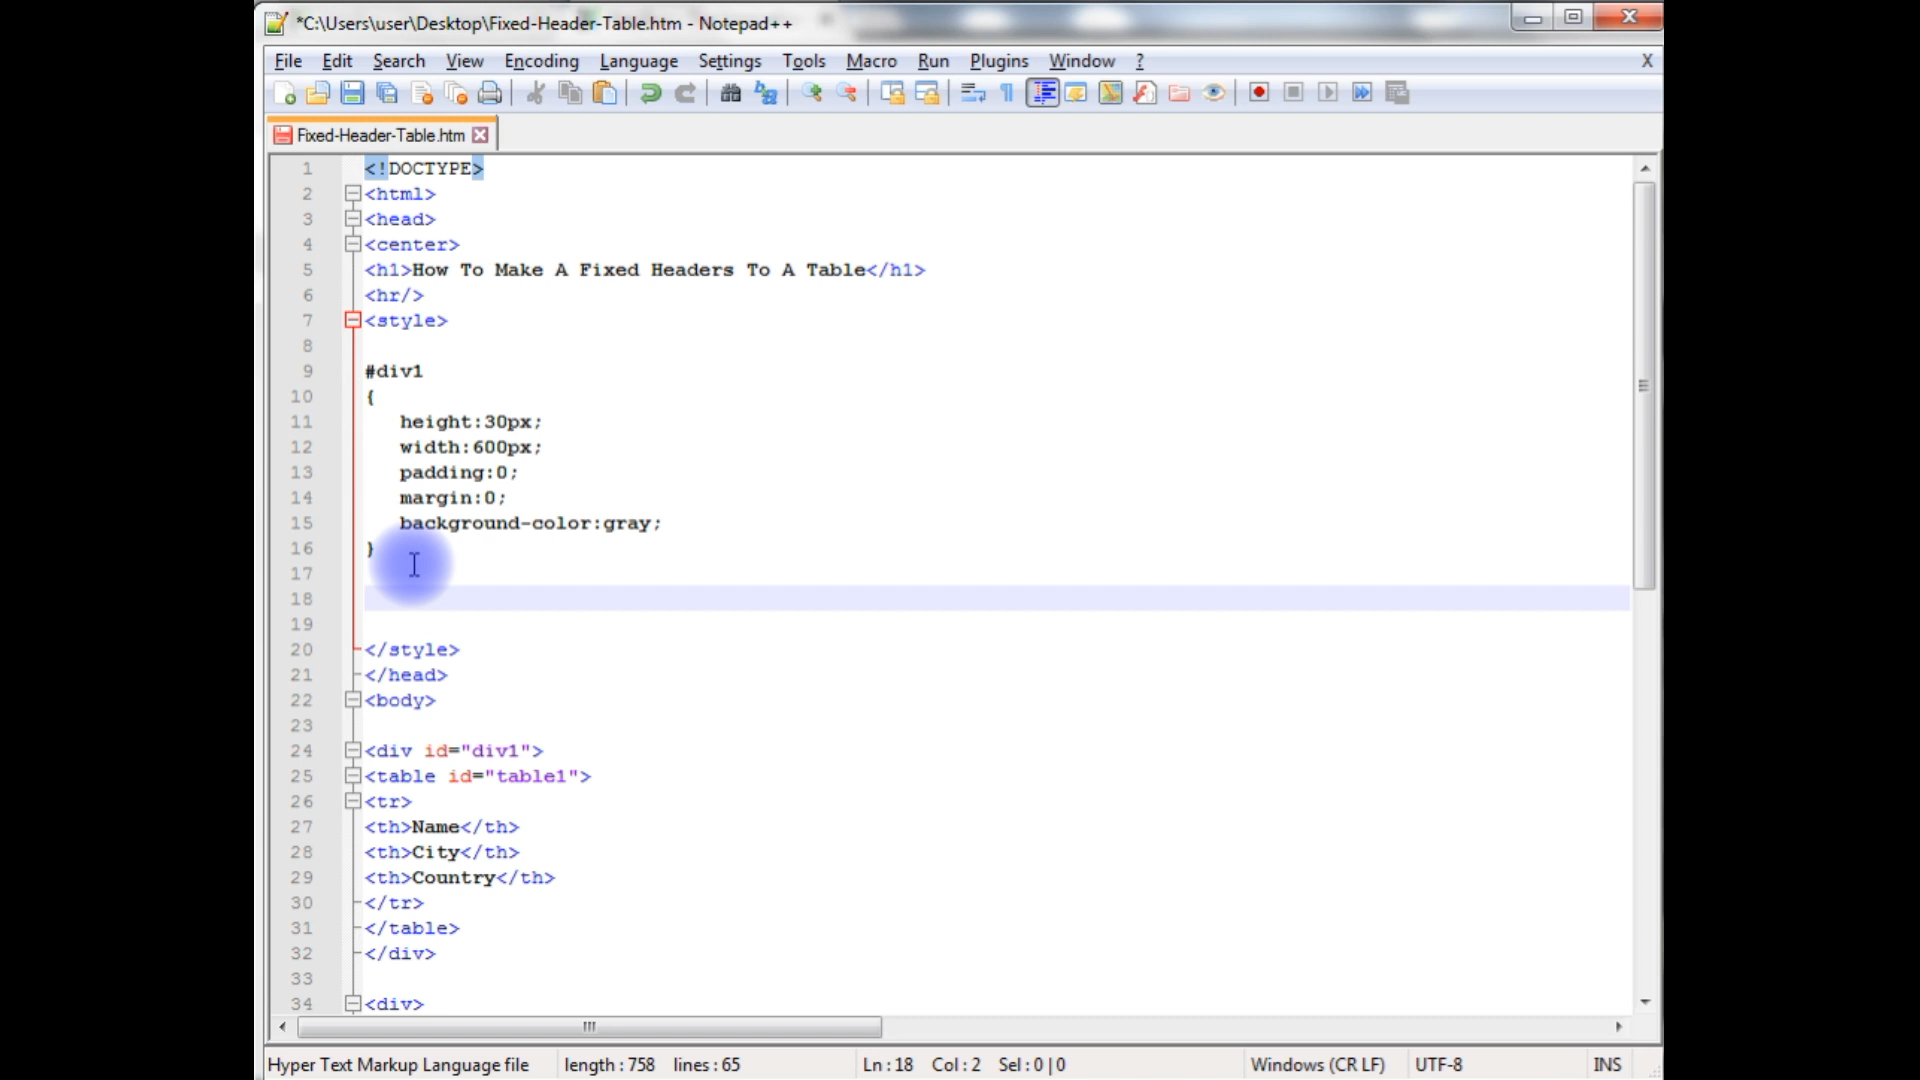 *C:\Users\user\Desktop\Fixed-Header-Table.htm - Notepad++
File Edit Search View Encoding Language Settings Tools Macro Run Plugins Window ? X
Fixed-Header-Table.htm
1 <!DOCTYPE>
2 <html>
3 <head>
4 <center>
5 <h1>How To Make A Fixed Headers To A Table</h1>
6 <hr/>
7 <style>
8
9 #div1
10 {
11 height:30px;
12 width:600px;
13 padding:0;
14 margin:0;
15 background-color:gray;
16 }
17
18
19
20 </style>
21 </head>
22 <body>
23
24 <div id="div1">
25 <table id="table1">
26 <tr>
27 <th>Name</th>
28 <th>City</th>
29 <th>Country</th>
30 </tr>
31 </table>
32 </div>
33
34 <div>
Hyper Text Markup Language file length : 758 lines : 65 Ln : 18 Col : 2 Sel : 0 | 0 Windows (CR LF) UTF-8 INS